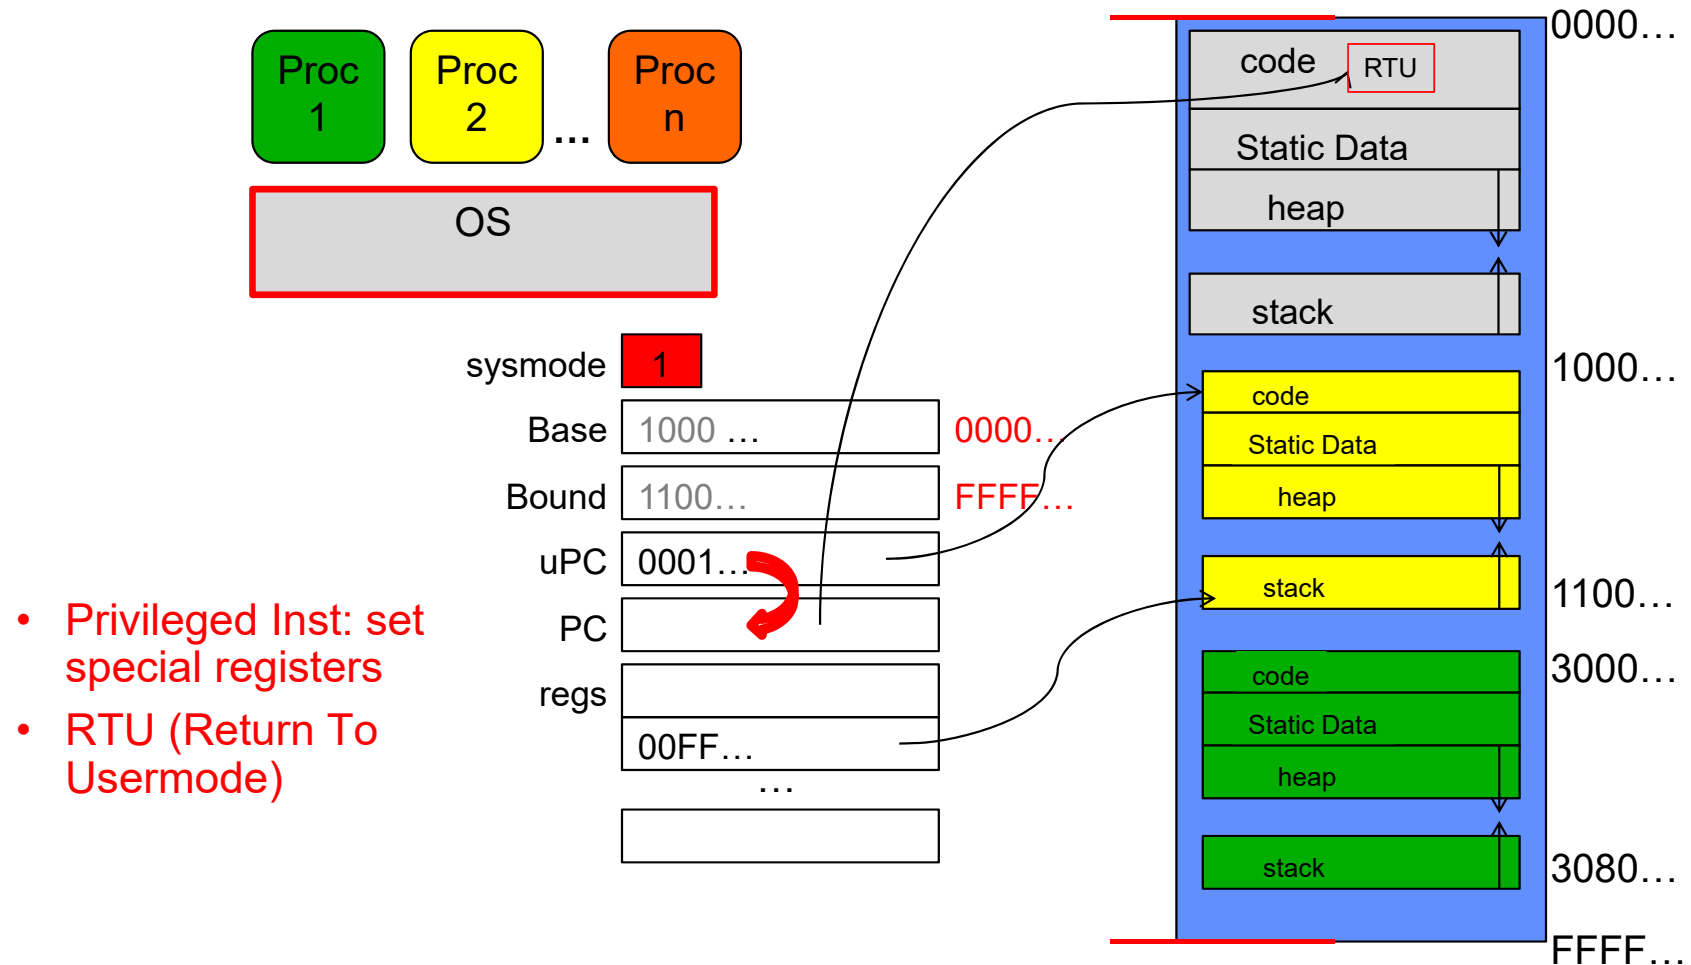 Proc
1
Proc
2
...
Proc
n
OS
sysmode 1
Base 1000 … 0000…
Bound 1100… FFFF…
uPC 0001…
PC
regs
00FF…
…
• Privileged Inst: set
special registers
• RTU (Return To
Usermode)
0000…
code RTU
Static Data
heap
stack
1000…
code
Static Data
heap
stack
1100…
3000…
code
Static Data
heap
stack
3080…
FFFF…